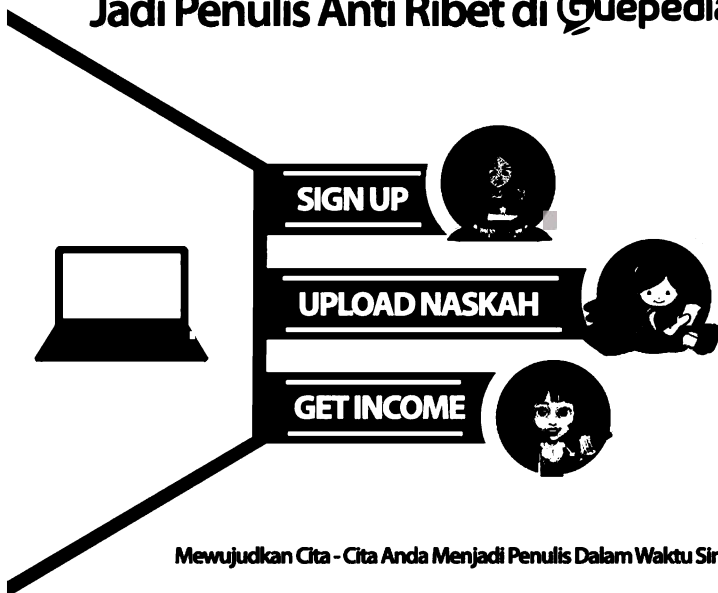 Jadi Penulis Anti Ribet di Guepedia
SIGN UP
UPLOAD NASKAH
GET INCOME
Mewujudkan Cita - Cita Anda Menjadi Penulis Dalam Waktu